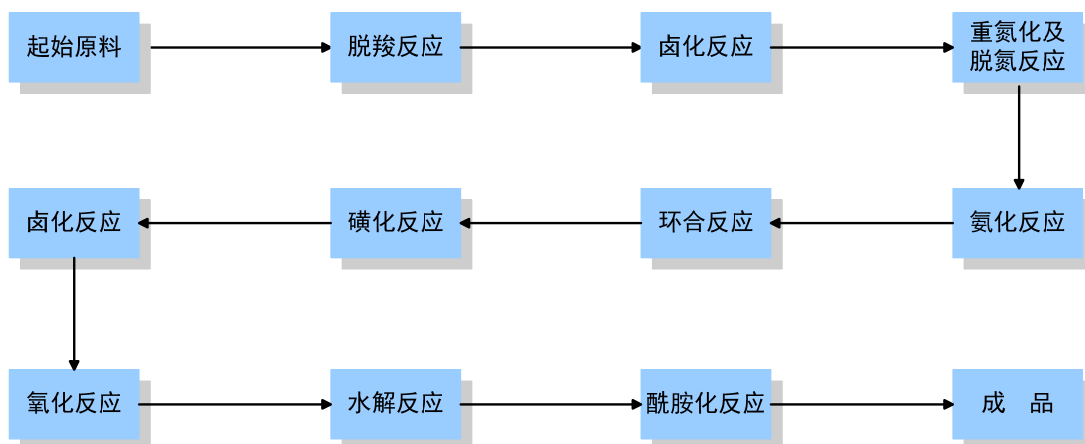 起始原料
脱羧反应
卤化反应
重氮化及
脱氮反应
氨化反应
环合反应
磺化反应
卤化反应
氧化反应
水解反应
酰胺化反应
成 品